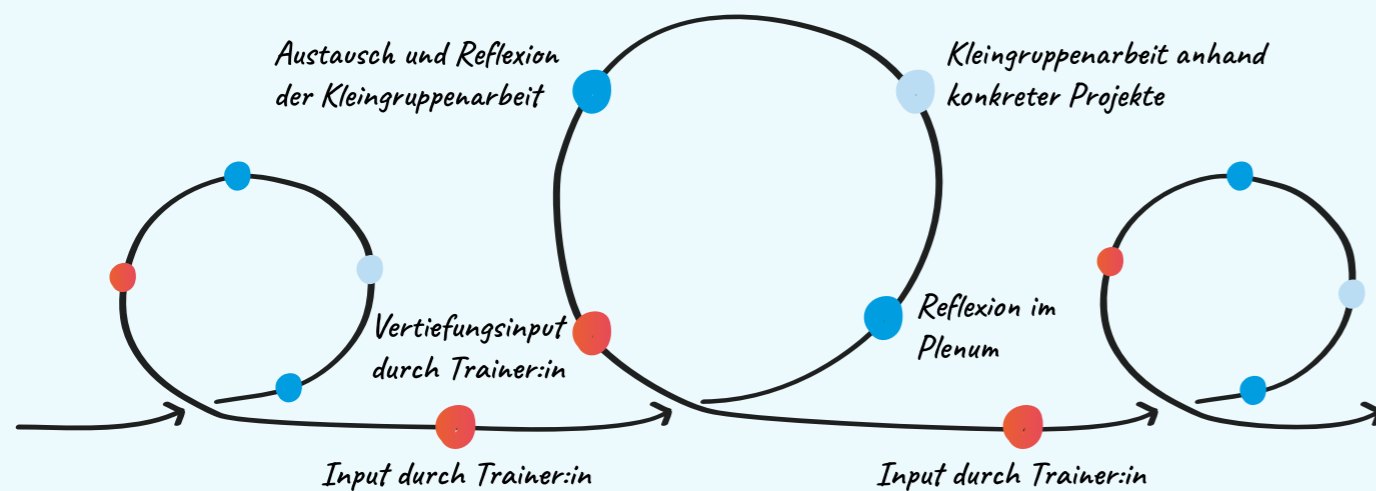 Austausch und Reflexion
der Kleingruppenarbeit
Kleingruppenarbeit anhand
konkreter Projekte
Vertiefungsinput
durch Trainer:in
Reflexion im
Plenum
Input durch Trainer:in
Input durch Trainer:in